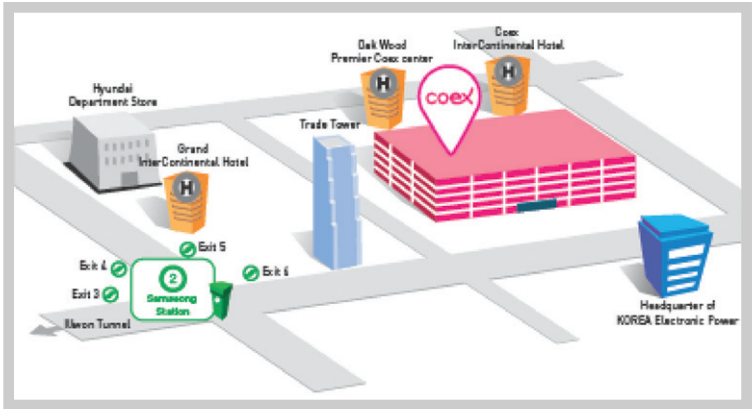 Coex
InterContinental Hotel
Oak Wood
Premier Coex center
H
H
coex
Hyundai
Department Store
Trade Tower
Grand
InterContinental Hotel
H
Exit 5
Exit 4
Exit 6
2
Samseong
Station
Exit 3
Tunnel
Headquarter of
KOREA Electronic Power